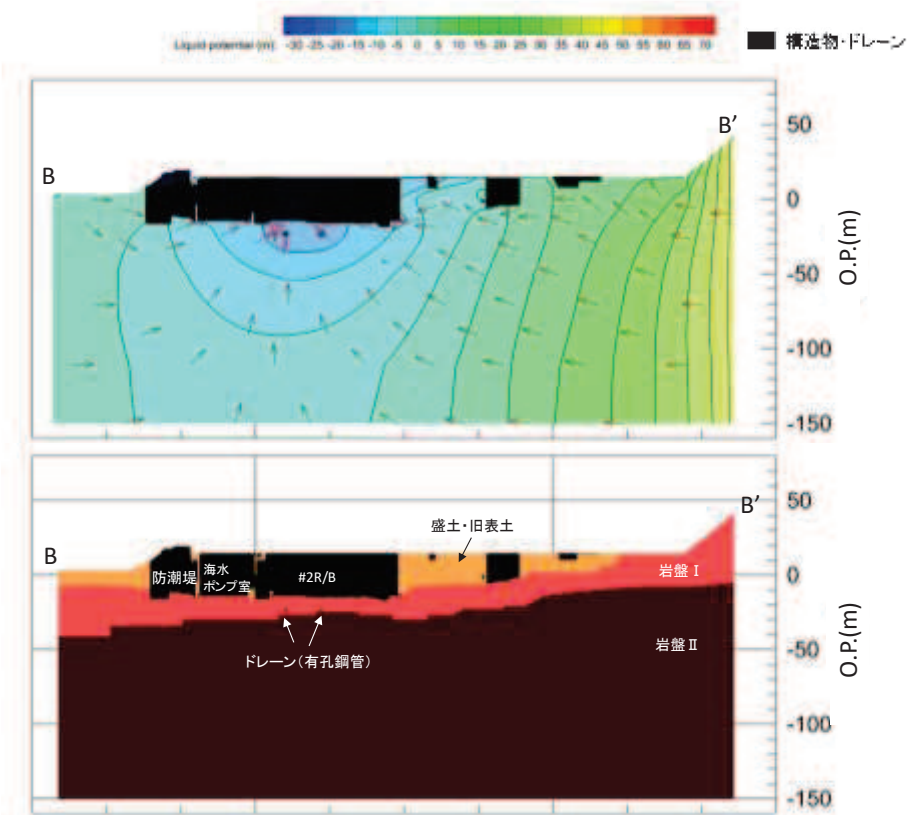 Liquid potential (m) -30 -25 -20 -15 -10 -5 0 5 10 15 20 25 30 35 40 45 50 55 60 65 70
構造物・ドレーン
B
B’
50
0
-50
-100
-150
O.P.(m)
B
B’
盛土・旧表土
50
0
-50
-100
-150
O.P.(m)
防潮堤
海水
ポンプ室
#2R/B
岩盤Ⅰ
ドレーン(有孔鋼管)
岩盤Ⅱ